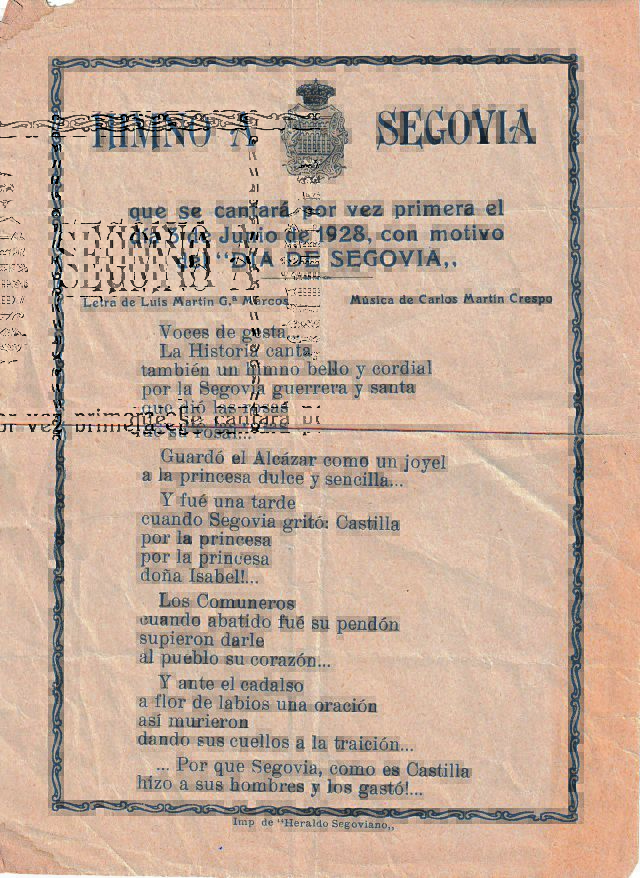 HIMNO A SEGOVIA
que se cantará por vez primera el
día 3 de Junio de 1928, con motivo
del "DÍA DE SEGOVIA,,
Letra de Luis Martín G.ª Marcos
Música de Carlos Martín Crespo
Voces de gesta,
La Historia canta,
también un himno bello y cordial
por la Segovia guerrera y santa
que dió las rosas
de su rosal...
Guardó el Alcázar como un joyel
a la princesa dulce y sencilla...
Y fué una tarde
cuando Segovia gritó: Castilla
por la princesa
por la princesa
doña Isabel!...
Los Comuneros
cuando abatido fué su pendón
supieron darle
al pueblo su corazón...
Y ante el cadalso
a flor de labios una oración
así murieron
dando sus cuellos a la traición...
... Por que Segovia, como es Castilla
hizo a sus hombres y los gastó!...
Imp de "Heraldo Segoviano,,